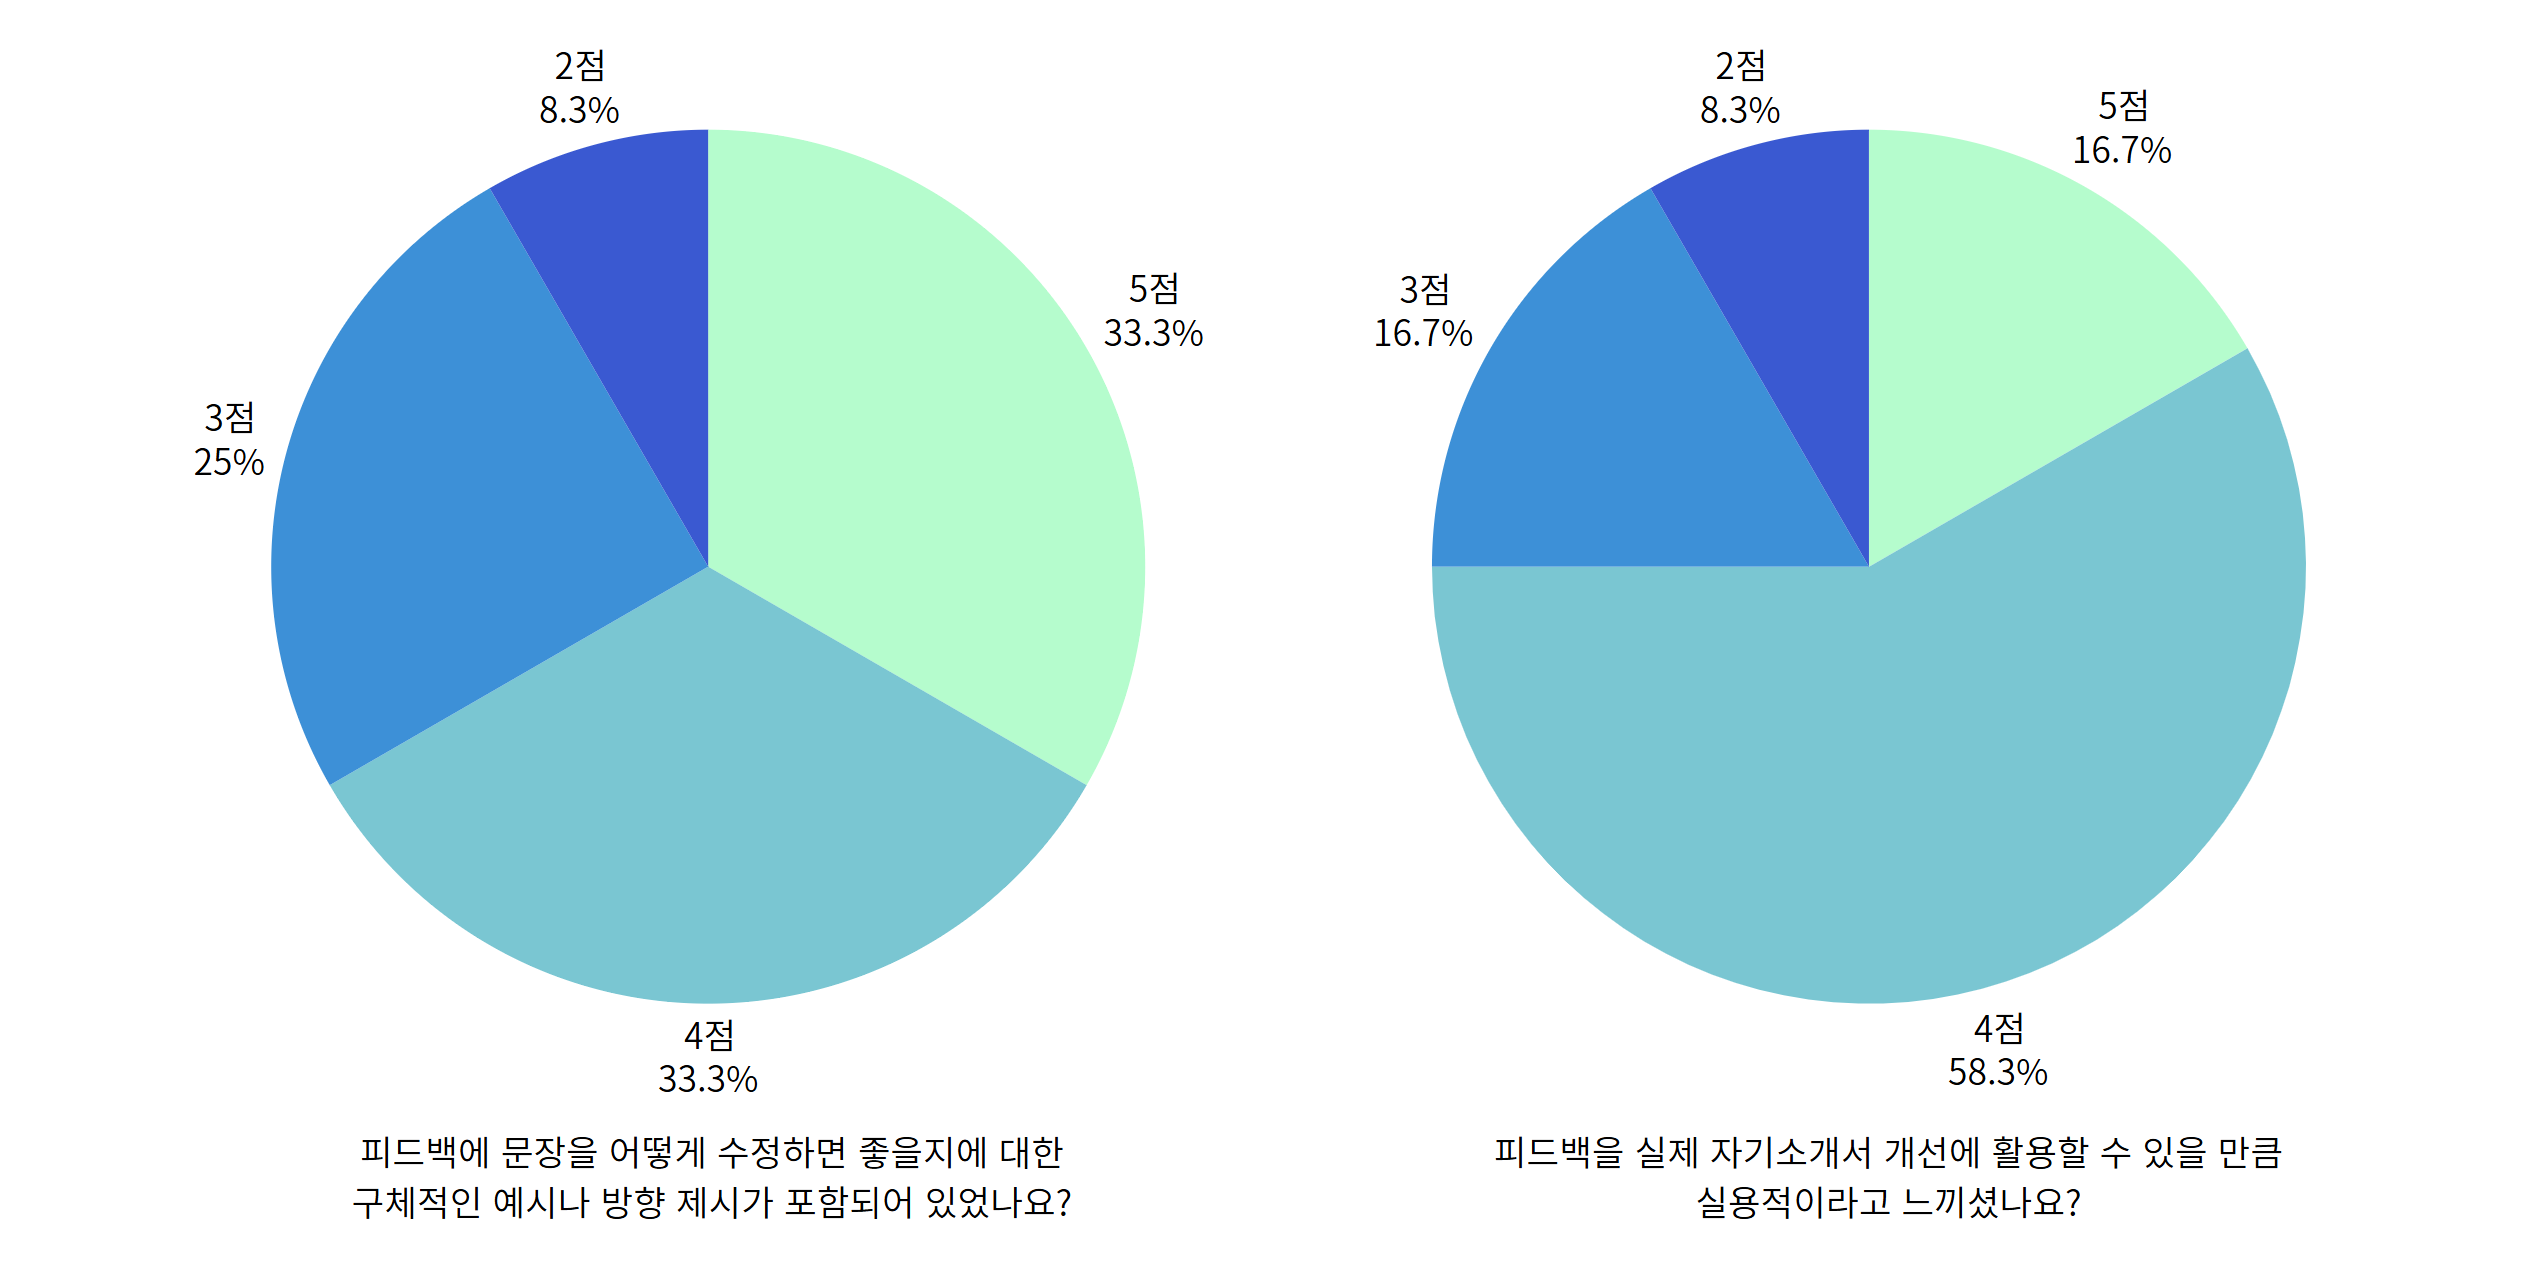 2점
8.3%
5점
33.3%
3점
25%
4점
33.3%
피드백에 문장을 어떻게 수정하면 좋을지에 대한
구체적인 예시나 방향 제시가 포함되어 있었나요?
2점
8.3%
5점
16.7%
3점
16.7%
4점
58.3%
피드백을 실제 자기소개서 개선에 활용할 수 있을 만큼
실용적이라고 느끼셨나요?